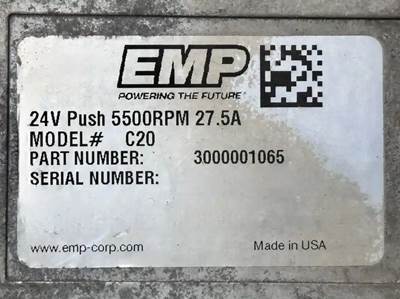 EMP
POWERING THE FUTURE
24V Push 5500RPM 27.5A
MODEL# C20
PART NUMBER: 3000001065
SERIAL NUMBER:
www.emp-corp.com
Made in USA